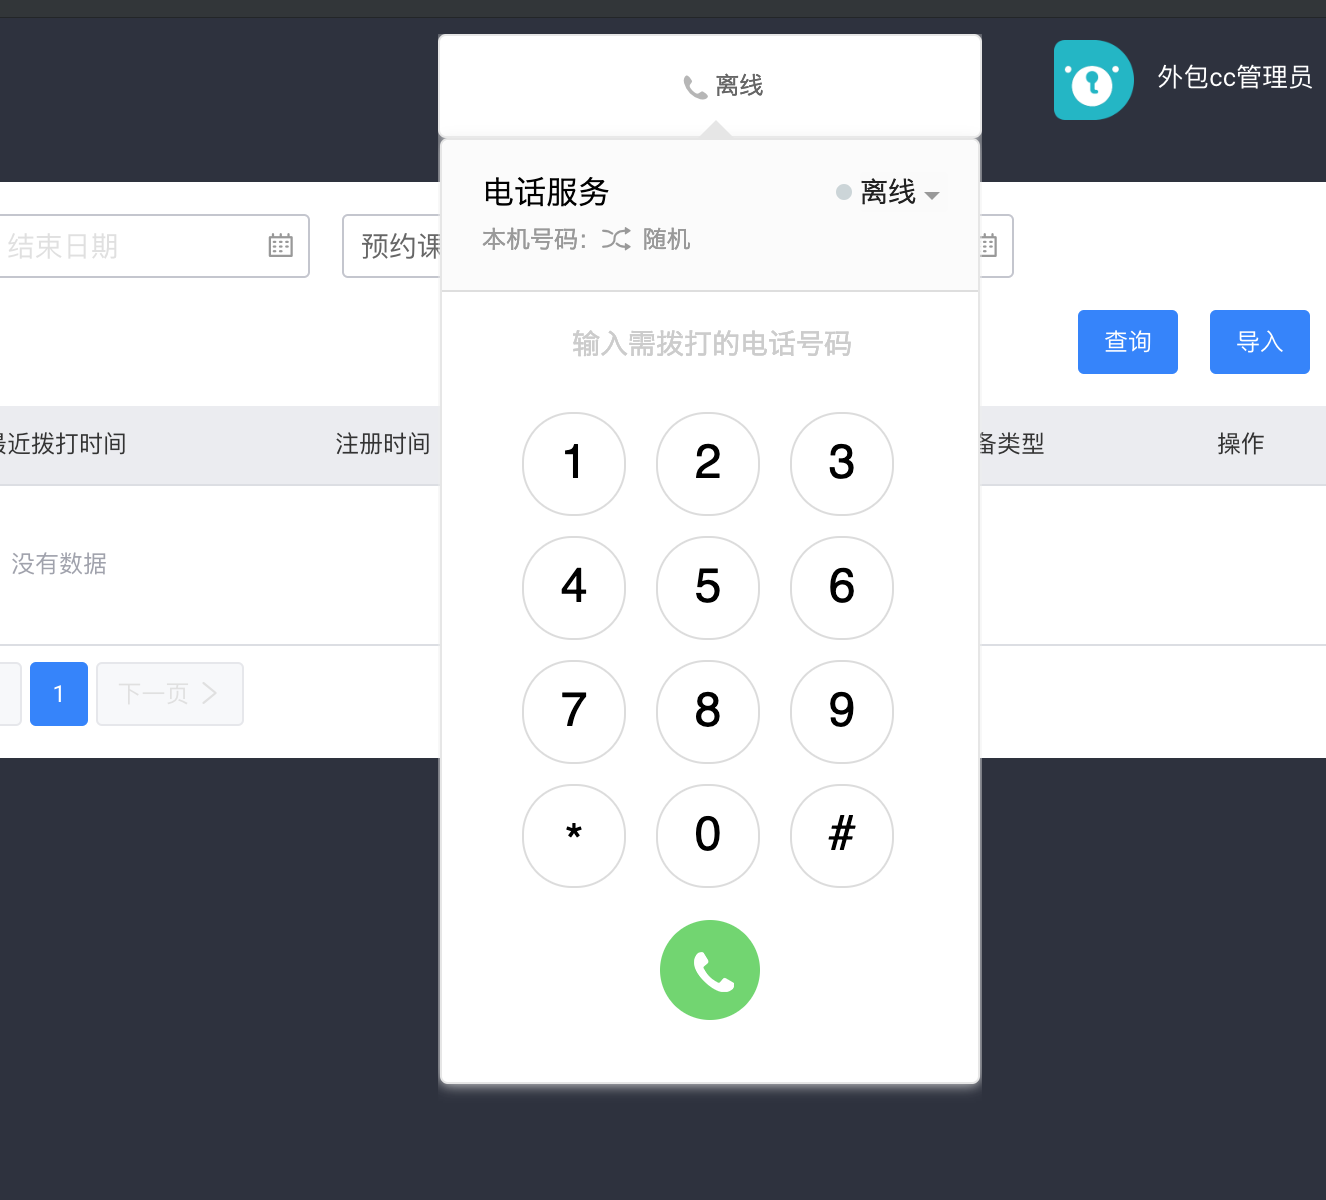 离线
外包cc管理员
电话服务
离线
本机号码: 随机
结束日期
预约课
输入需拨打的电话号码
查询
导入
近拨打时间
注册时间
类型
操作
1 2 3
4 5 6
没有数据
7 8 9
1
下一页
* 0 #